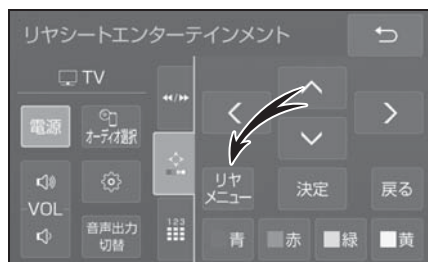 リヤシートエンターテインメント
TV
電源
オーディオ選択
VOL
音声出力
切替
123
リヤ
メニュー
決定
戻る
青
赤
緑
黄